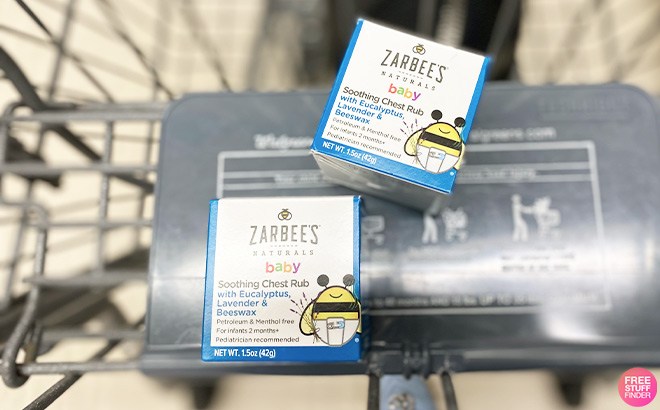 ZARBEE'S
NATURALS
baby
Soothing Chest Rub
with Eucalyptus,
Lavender &
Beeswax
Petroleum & Menthol free
For infants 2 months+
Pediatrician recommended
NET WT. 1.5oz (42g)
ZARBEE'S
NATURALS
baby
Soothing Chest Rub
with Eucalyptus,
Lavender &
Beeswax
Petroleum & Menthol free
For infants 2 months+
Pediatrician recommended
NET WT. 1.5oz (42g)
FREE
STUFF
FINDER